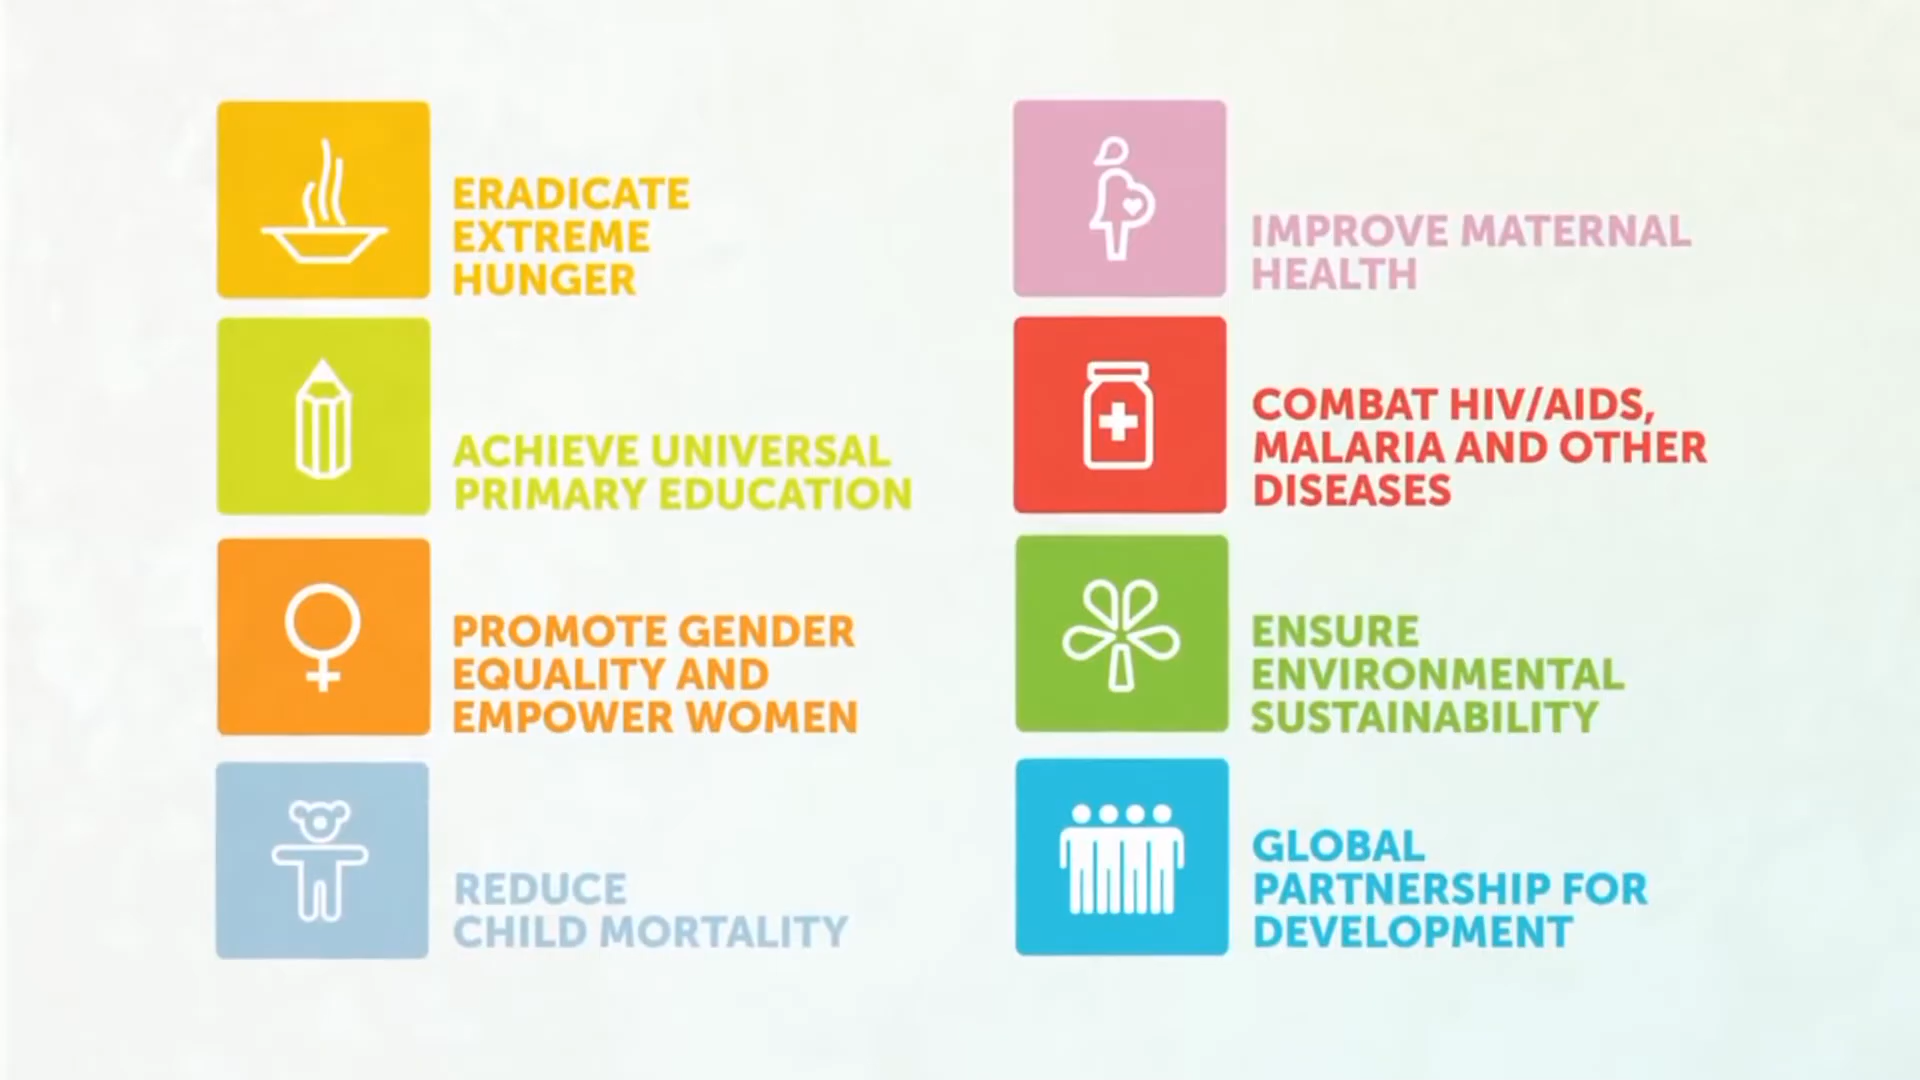 ERADICATE
EXTREME
HUNGER
ACHIEVE UNIVERSAL
PRIMARY EDUCATION
PROMOTE GENDER
EQUALITY AND
EMPOWER WOMEN
REDUCE
CHILD MORTALITY
IMPROVE MATERNAL
HEALTH
COMBAT HIV/AIDS,
MALARIA AND OTHER
DISEASES
ENSURE
ENVIRONMENTAL
SUSTAINABILITY
GLOBAL
PARTNERSHIP FOR
DEVELOPMENT